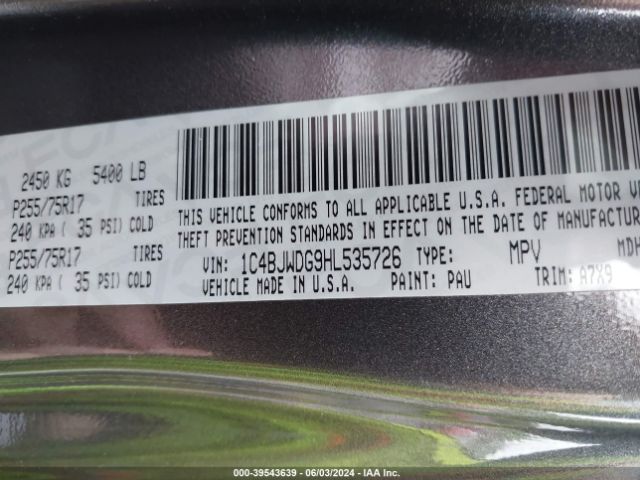 2450 KG 5400 LB
P255/75R17 TIRES
240 KPA ( 35 PSI) COLD
P255/75R17 TIRES
240 KPA ( 35 PSI) COLD
THIS VEHICLE CONFORMS TO ALL APPLICABLE U.S.A. FEDERAL MOTOR
THEFT PREVENTION STANDARDS IN EFFECT ON THE DATE OF MANUFACTUR
VIN: 1C4BJWDG9HL535726 TYPE: MPV
VEHICLE MADE IN U.S.A. PAINT: PAU TRIM: A7X9
000-39543639 - 06/03/2024 - IAA Inc.